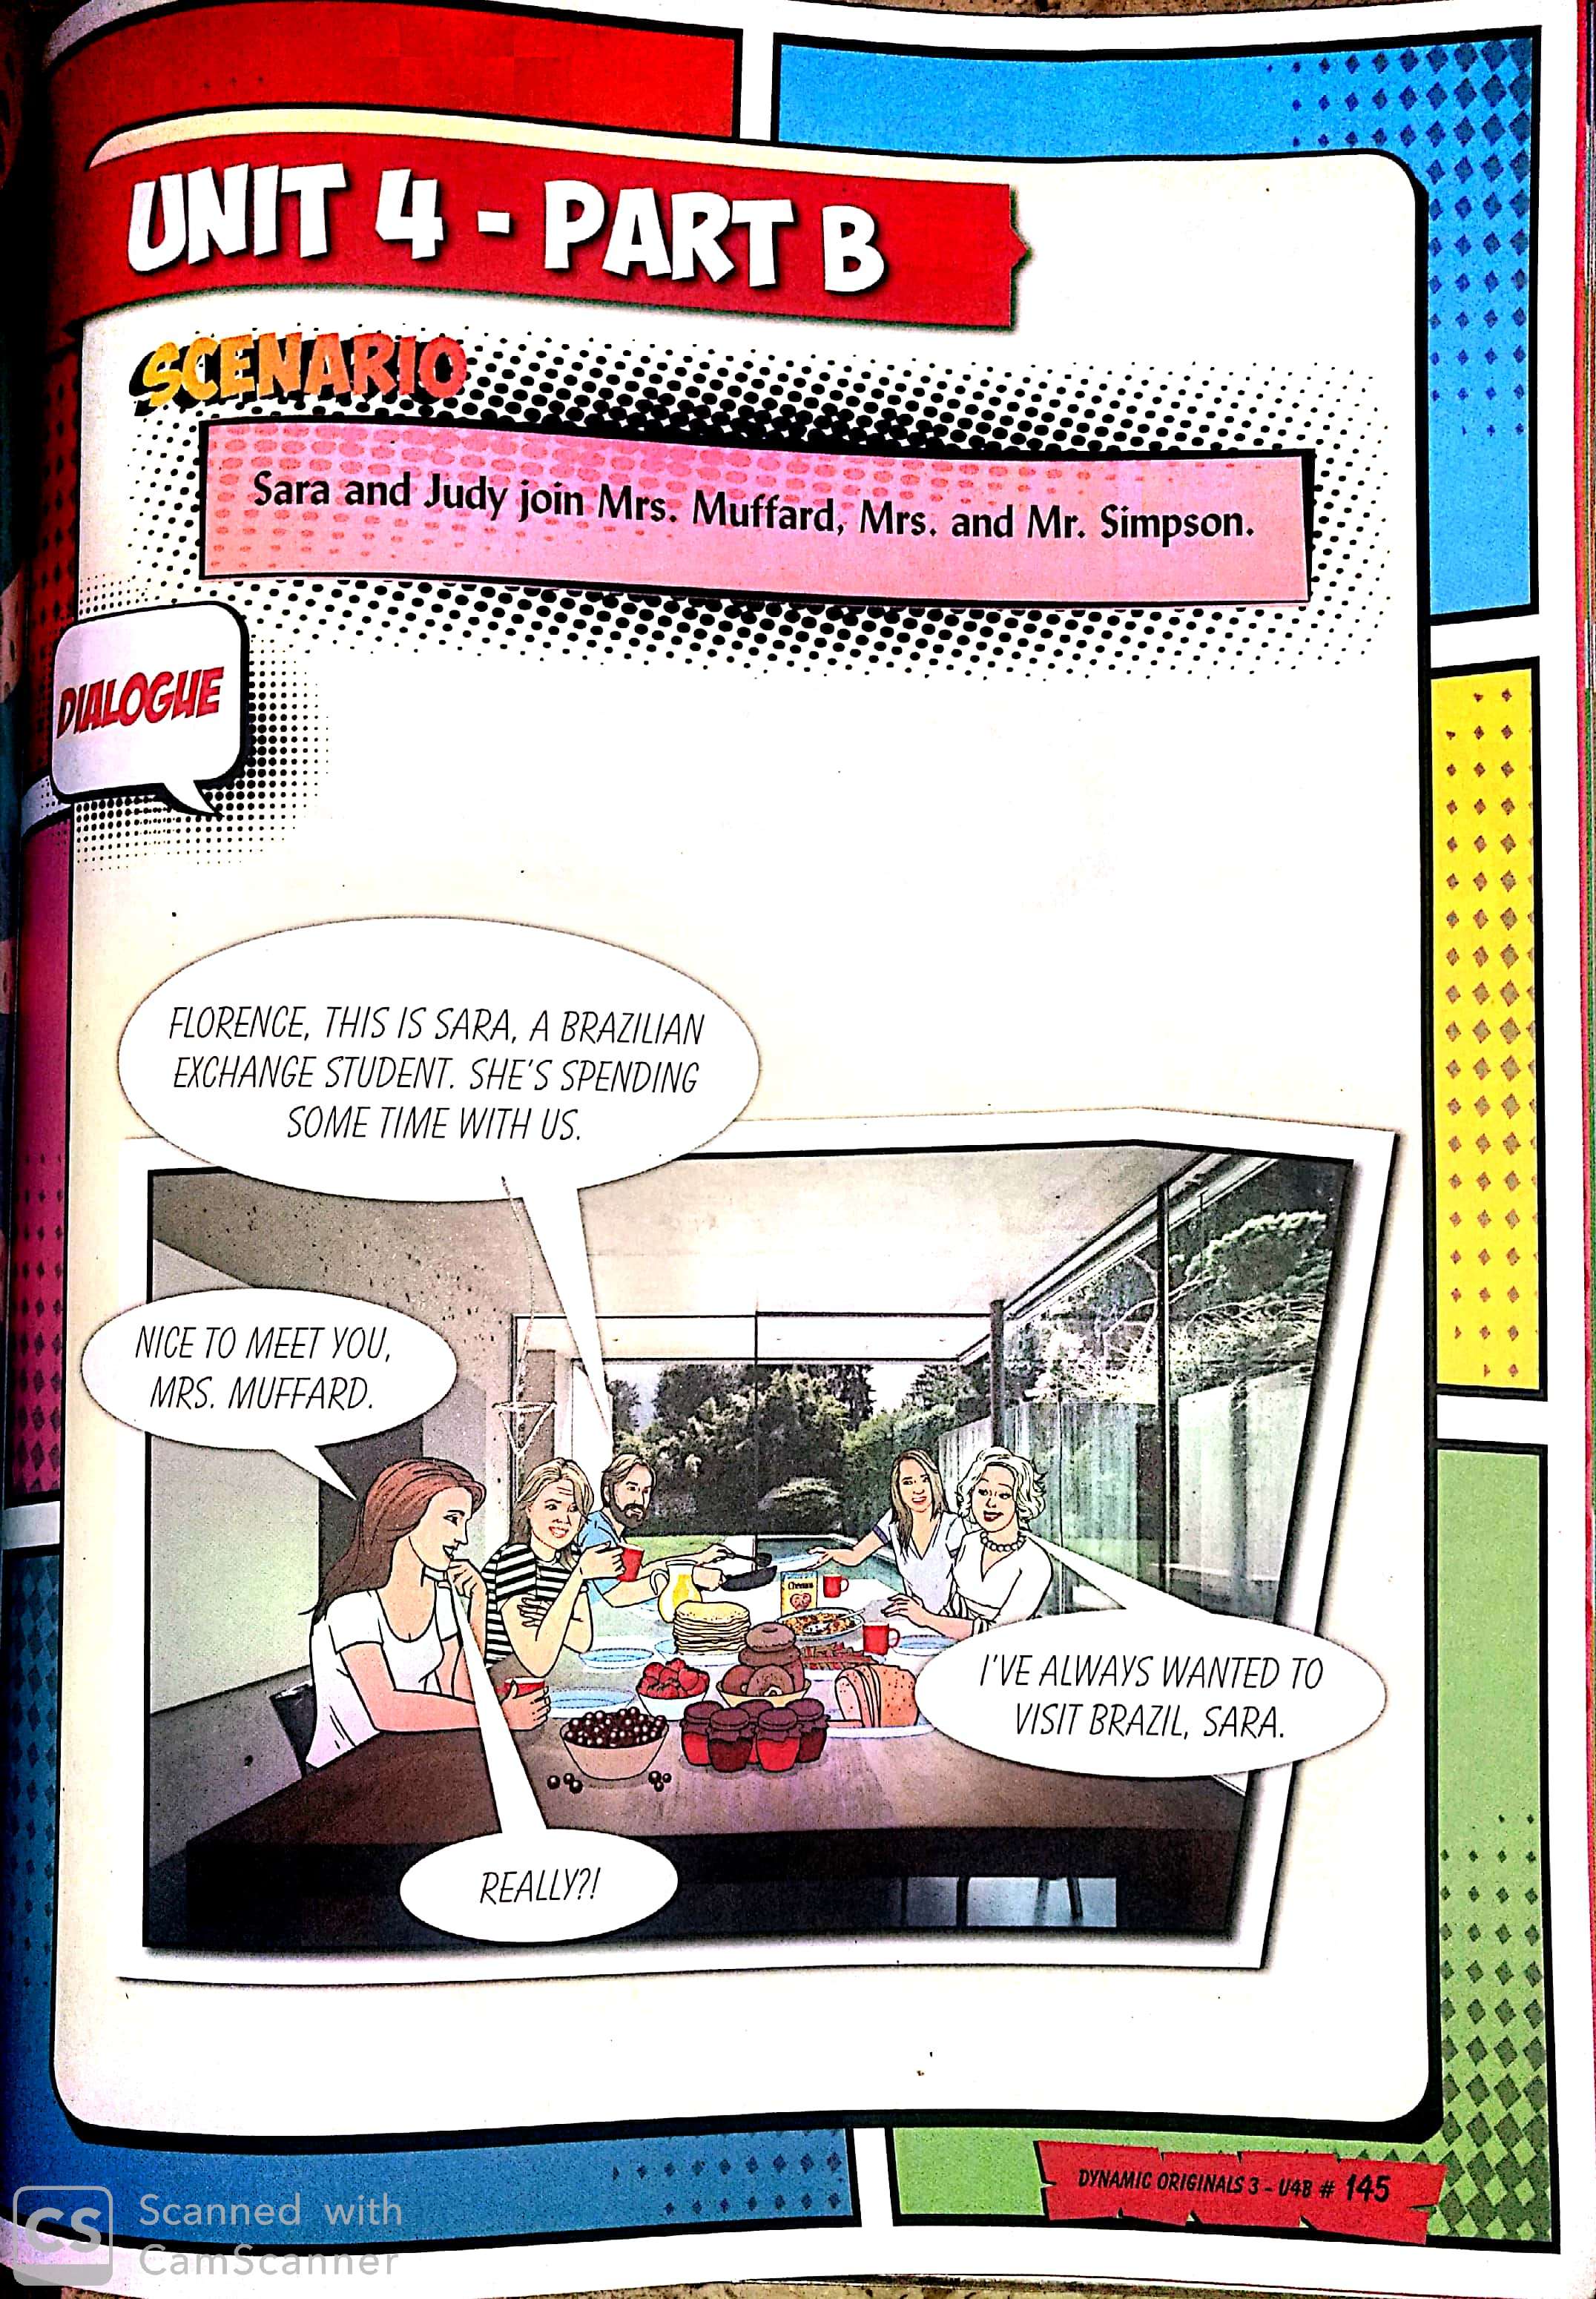 UNIT 4 - PART B
SCENARIO
Sara and Judy join Mrs. Muffard, Mrs. and Mr. Simpson.
DIALOGUE
FLORENCE, THIS IS SARA, A BRAZILIAN
EXCHANGE STUDENT. SHE'S SPENDING
SOME TIME WITH US.
NICE TO MEET YOU,
MRS. MUFFARD.
I'VE ALWAYS WANTED TO
VISIT BRAZIL, SARA.
REALLY?!
DYNAMIC ORIGINALS 3 - U4B # 145
CS
Scanned with
CamScanner